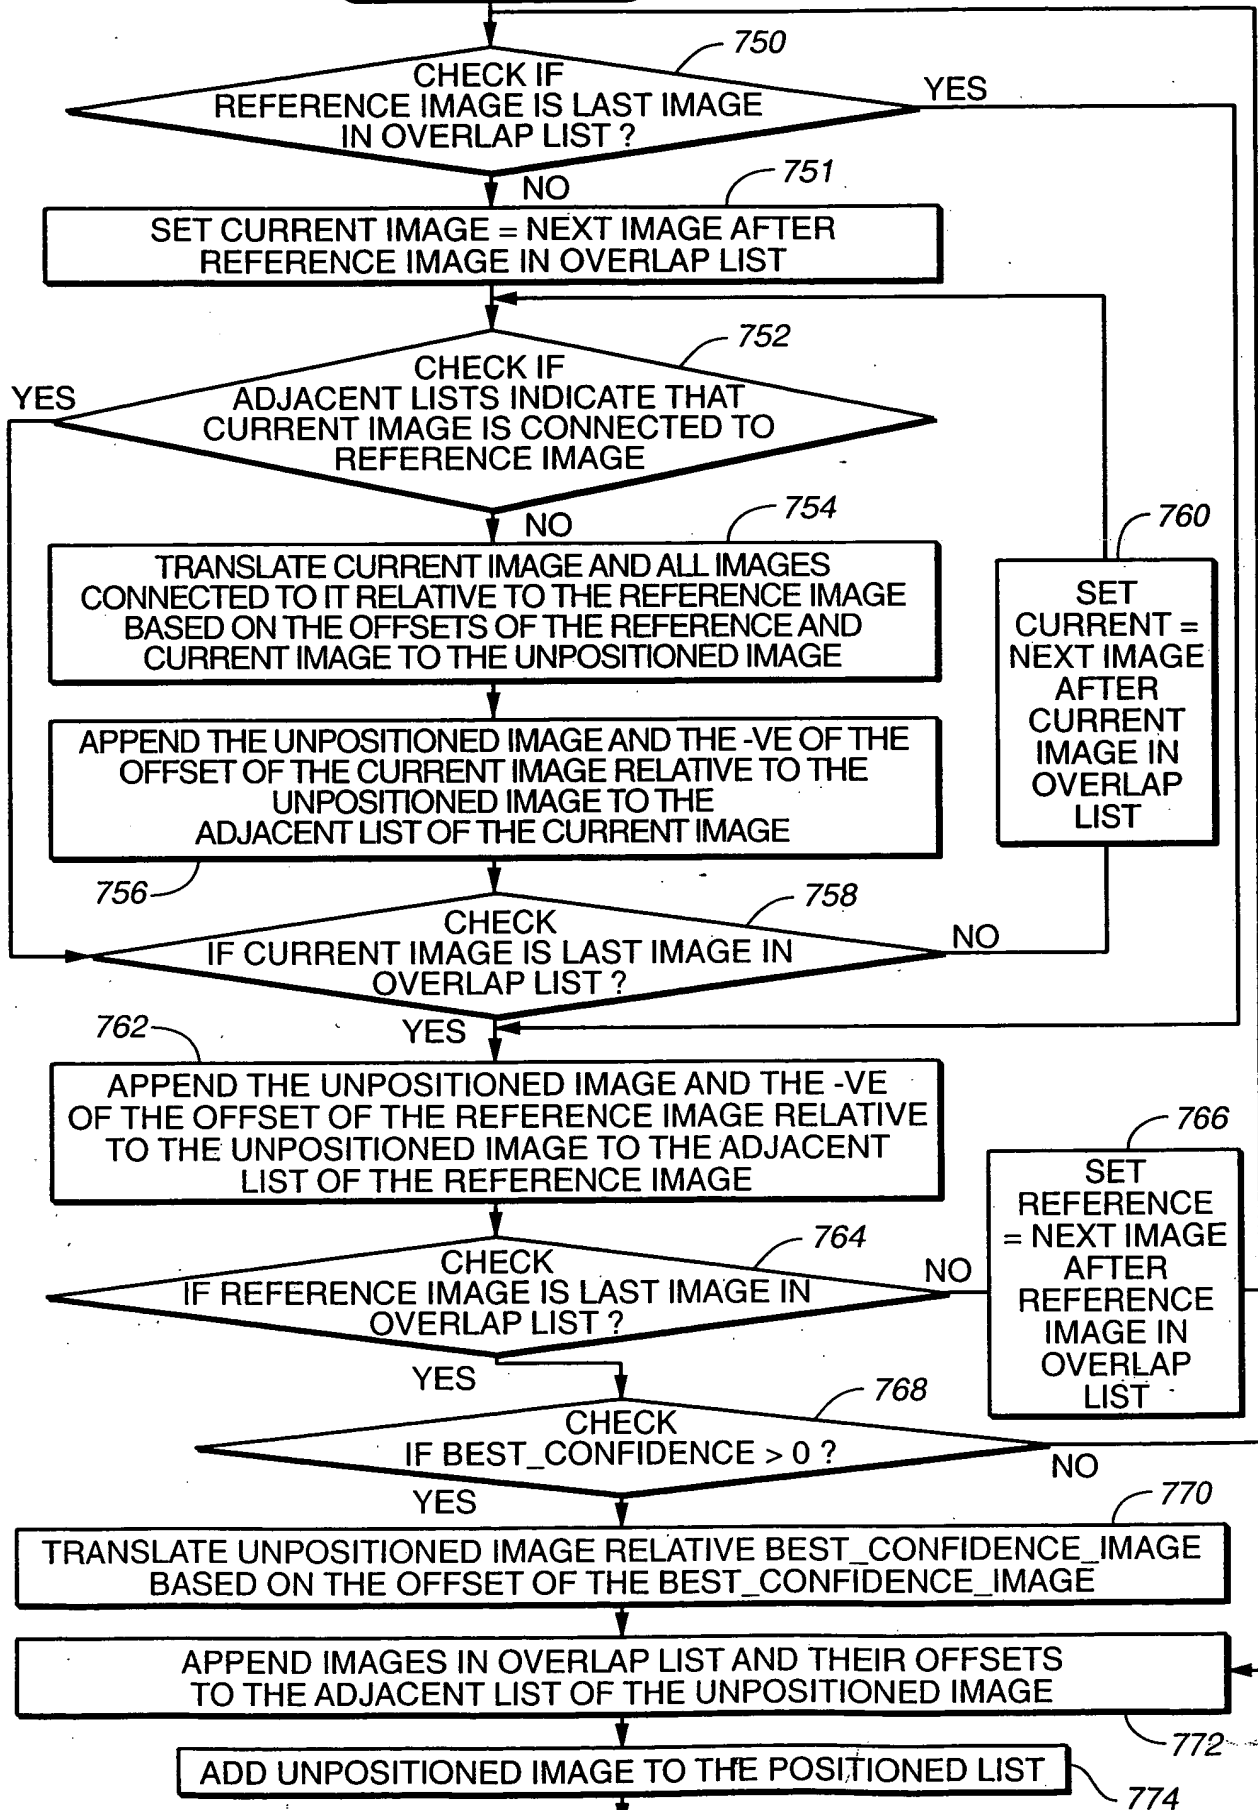 750
CHECK IF
REFERENCE IMAGE IS LAST IMAGE
IN OVERLAP LIST ?
YES
NO
751
SET CURRENT IMAGE = NEXT IMAGE AFTER
REFERENCE IMAGE IN OVERLAP LIST
752
CHECK IF
ADJACENT LISTS INDICATE THAT
CURRENT IMAGE IS CONNECTED TO
REFERENCE IMAGE
YES
NO
754
TRANSLATE CURRENT IMAGE AND ALL IMAGES
CONNECTED TO IT RELATIVE TO THE REFERENCE IMAGE
BASED ON THE OFFSETS OF THE REFERENCE AND
CURRENT IMAGE TO THE UNPOSITIONED IMAGE
760
SET
CURRENT =
NEXT IMAGE
AFTER
CURRENT
IMAGE IN
OVERLAP
LIST
APPEND THE UNPOSITIONED IMAGE AND THE -VE OF THE
OFFSET OF THE CURRENT IMAGE RELATIVE TO THE
UNPOSITIONED IMAGE TO THE
ADJACENT LIST OF THE CURRENT IMAGE
756
758
CHECK
IF CURRENT IMAGE IS LAST IMAGE IN
OVERLAP LIST ?
NO
YES
762
APPEND THE UNPOSITIONED IMAGE AND THE -VE
OF THE OFFSET OF THE REFERENCE IMAGE RELATIVE
TO THE UNPOSITIONED IMAGE TO THE ADJACENT
LIST OF THE REFERENCE IMAGE
766
SET
REFERENCE
= NEXT IMAGE
AFTER
REFERENCE
IMAGE IN
OVERLAP
LIST
764
CHECK
IF REFERENCE IMAGE IS LAST IMAGE IN
OVERLAP LIST ?
NO
YES
768
CHECK
IF BEST_CONFIDENCE > 0 ?
NO
YES
770
TRANSLATE UNPOSITIONED IMAGE RELATIVE BEST_CONFIDENCE_IMAGE
BASED ON THE OFFSET OF THE BEST_CONFIDENCE_IMAGE
APPEND IMAGES IN OVERLAP LIST AND THEIR OFFSETS
TO THE ADJACENT LIST OF THE UNPOSITIONED IMAGE
772
ADD UNPOSITIONED IMAGE TO THE POSITIONED LIST
774